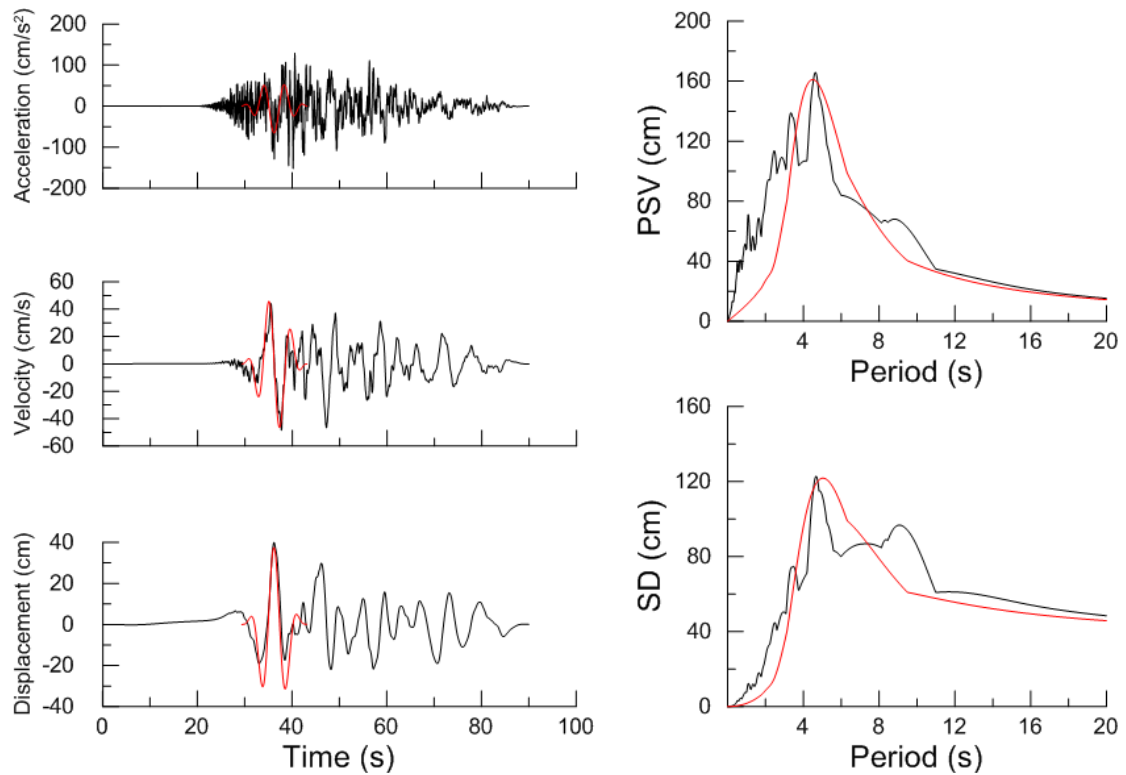 Acceleration (cm/s²)
200
100
0
-100
-200
Velocity (cm/s)
60
40
20
0
-20
-40
-60
Displacement (cm)
40
20
0
-20
-40
0 20 40 60 80 100
Time (s)
PSV (cm)
200
160
120
80
40
0
4 8 12 16 20
Period (s)
SD (cm)
160
120
80
40
0
4 8 12 16 20
Period (s)